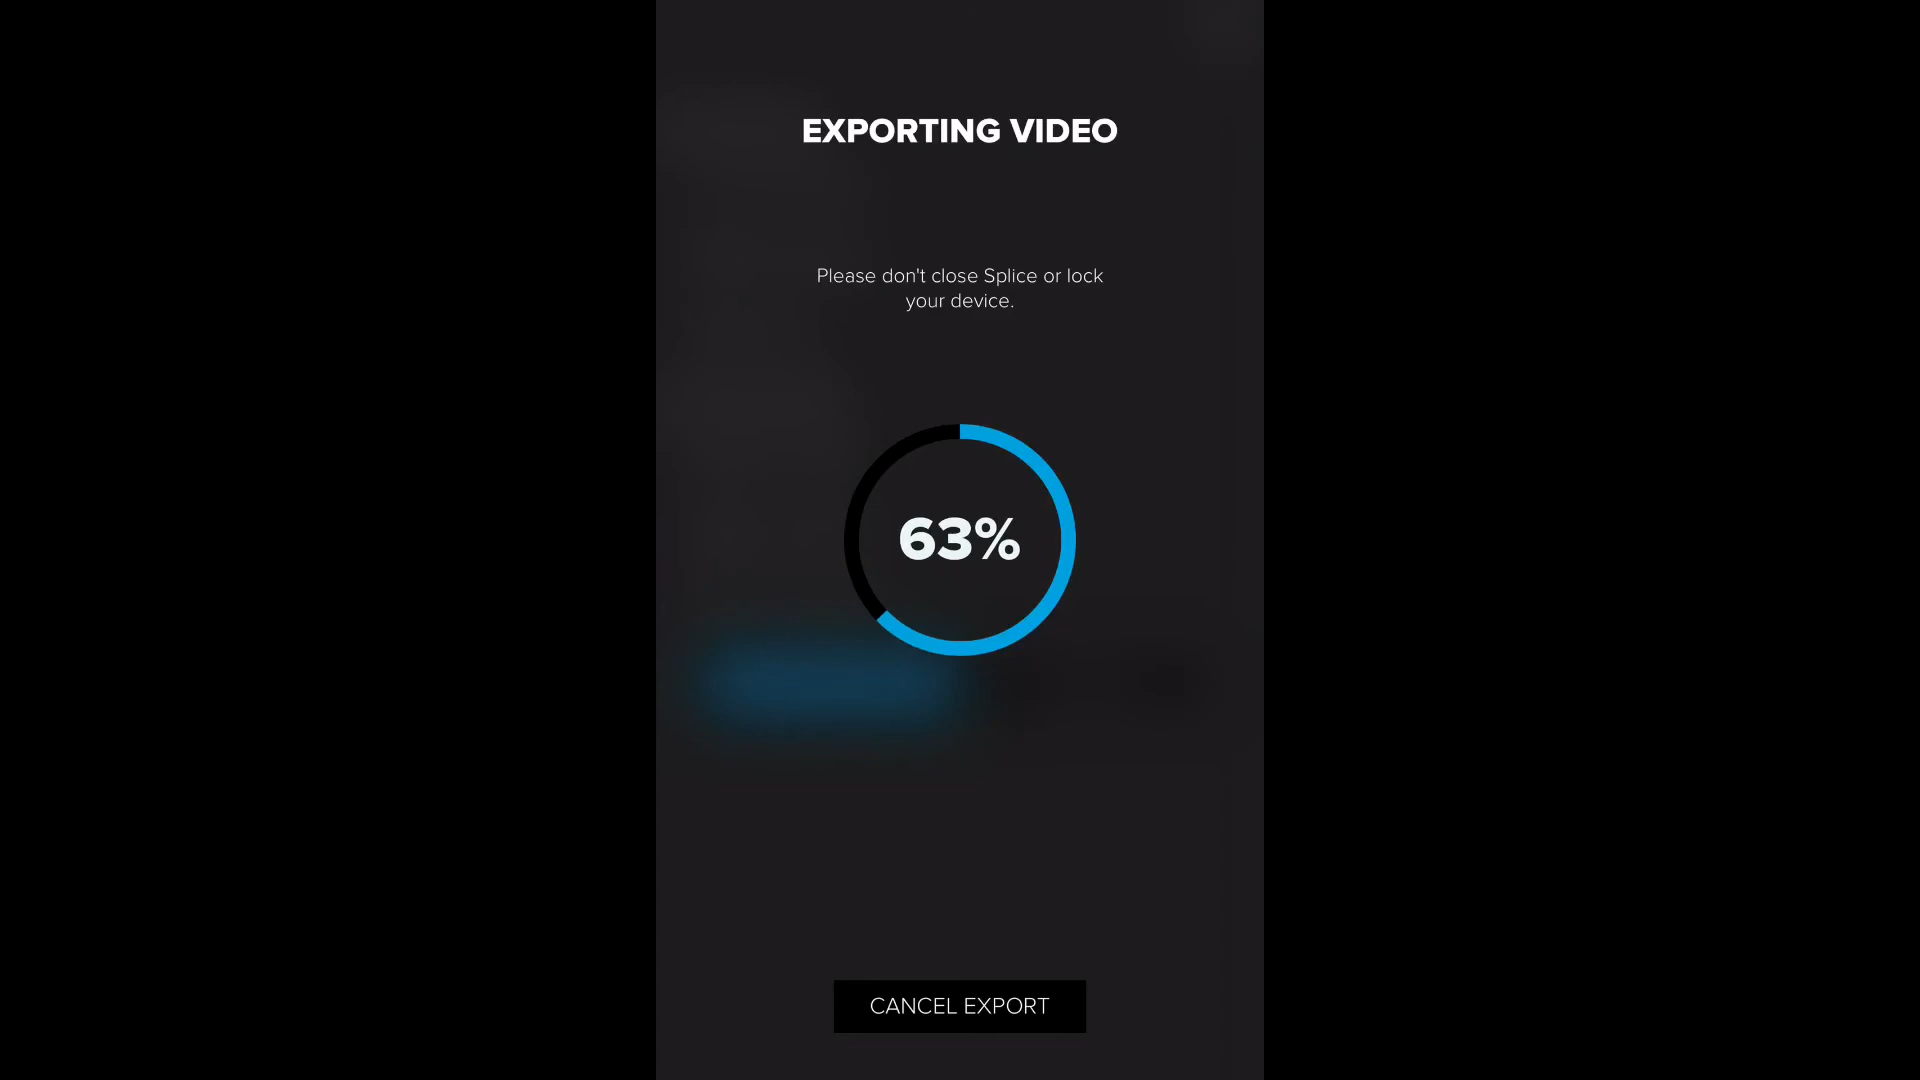 EXPORTING VIDEO
Please don't close Splice or lock
your device.
63%
CANCEL EXPORT